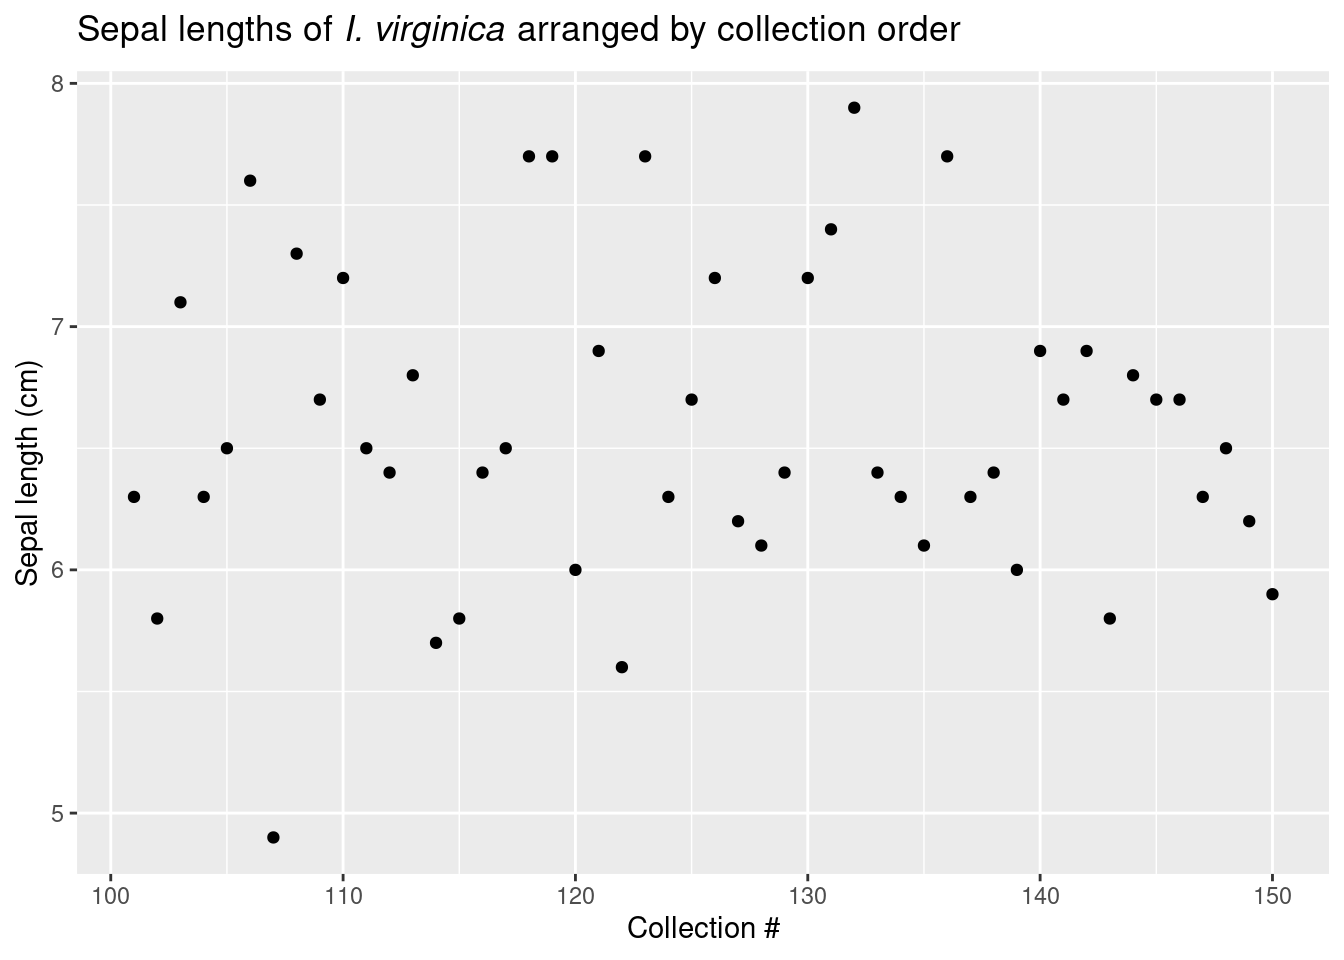 Sepal lengths of I. virginica arranged by collection order
8
7
6
5
Sepal length (cm)
100 110 120 130 140 150
Collection #